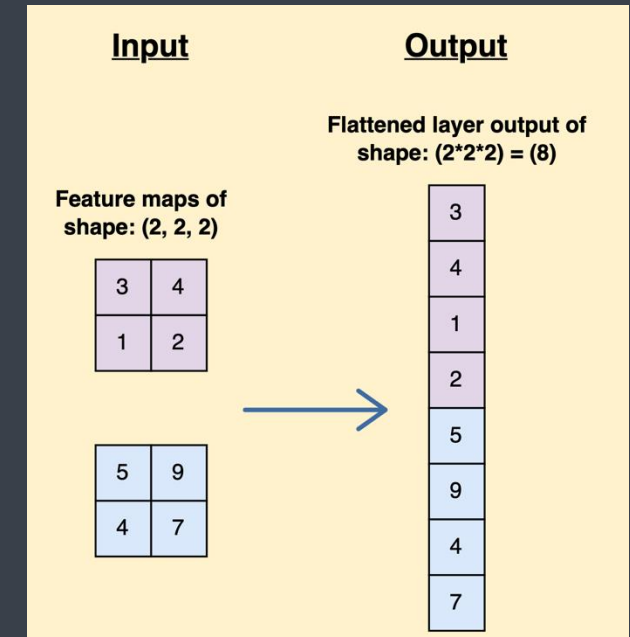 Input
Output
Flattened layer output of
shape: (2*2*2) = (8)
Feature maps of
shape: (2, 2, 2)
3 4
1 2
5 9
4 7
3
4
1
2
5
9
4
7